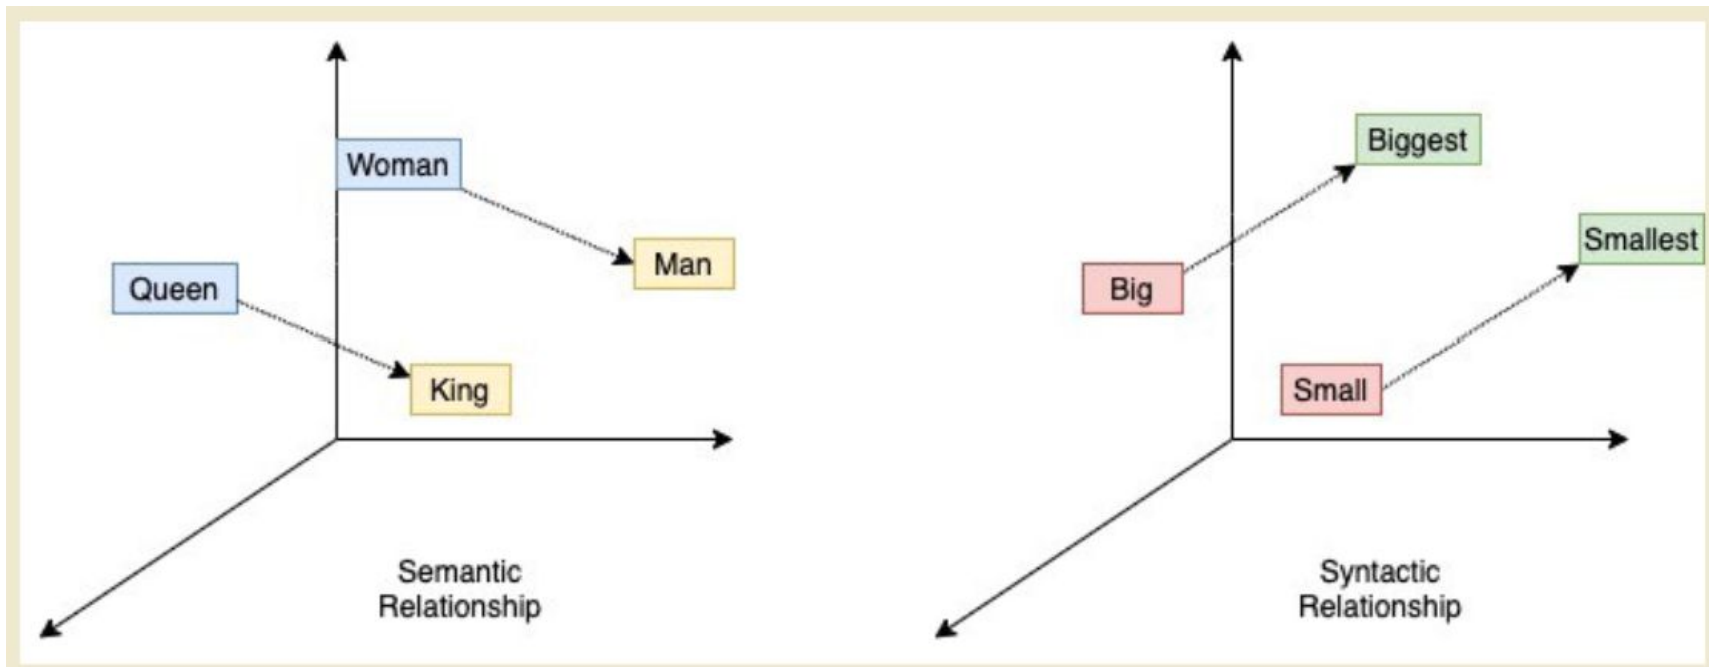 Woman
Man
Queen
King
Semantic
Relationship
Biggest
Smallest
Big
Small
Syntactic
Relationship